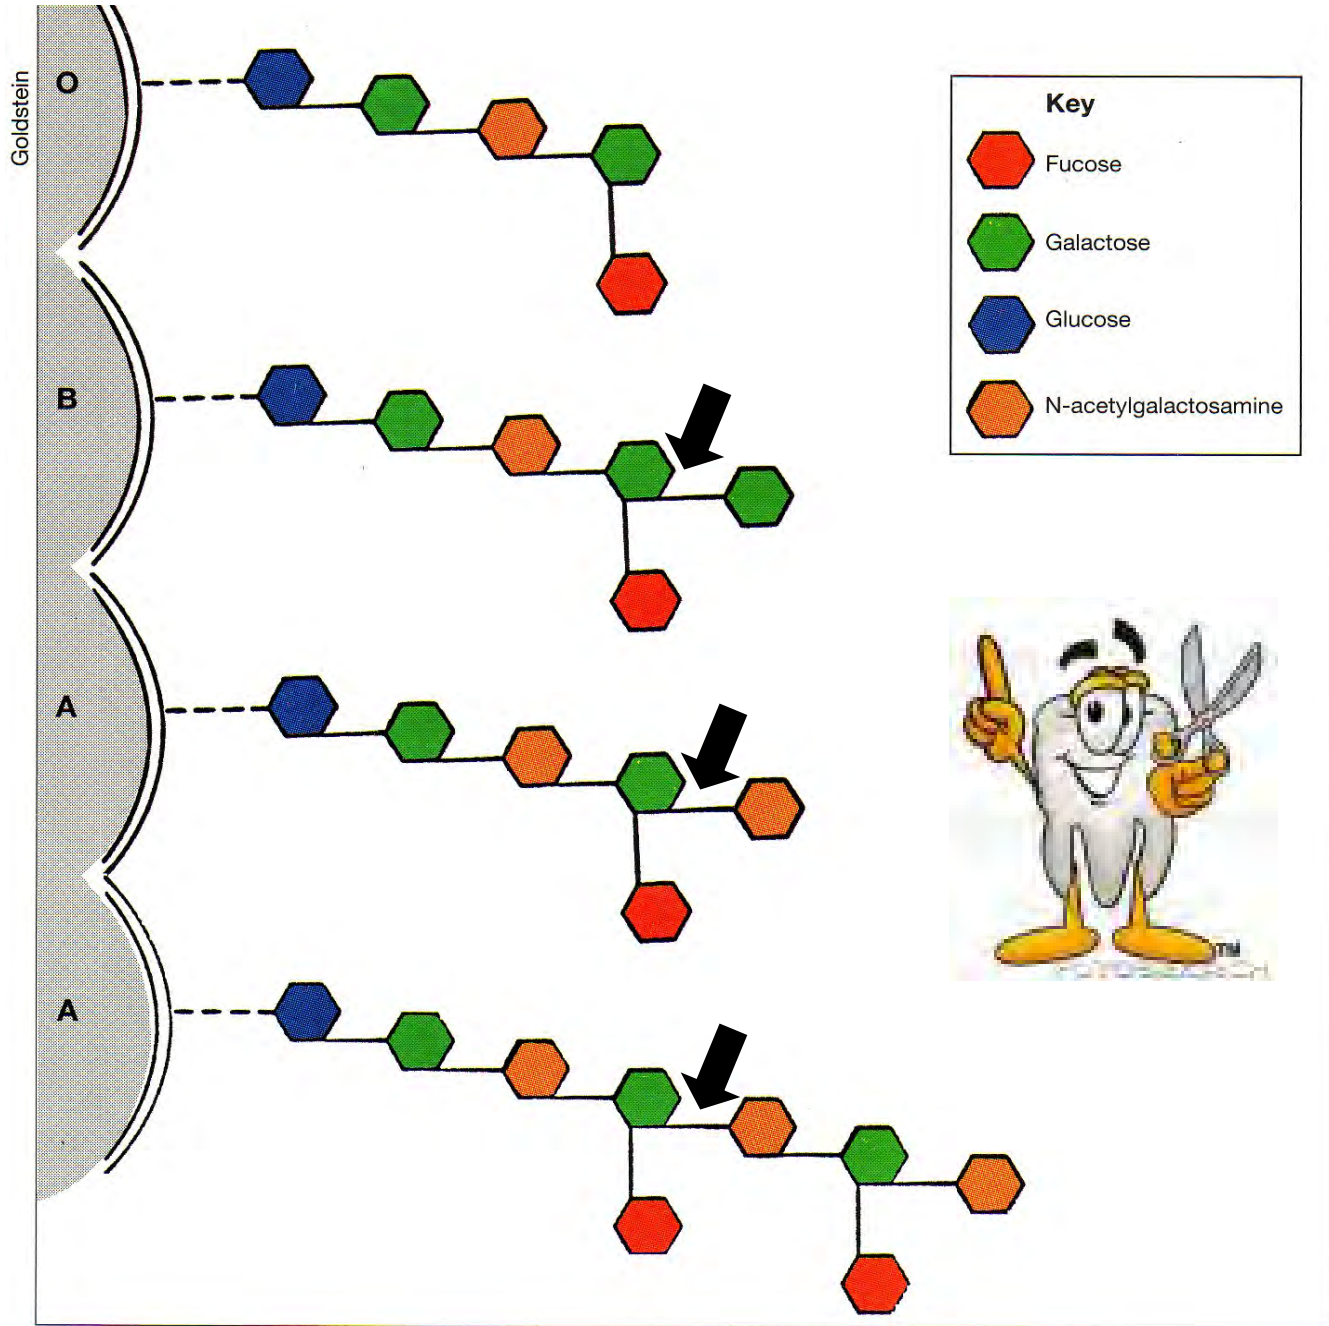 Goldstein
O
B
A
A
Key
Fucose
Galactose
Glucose
N-acetylgalactosamine
TM